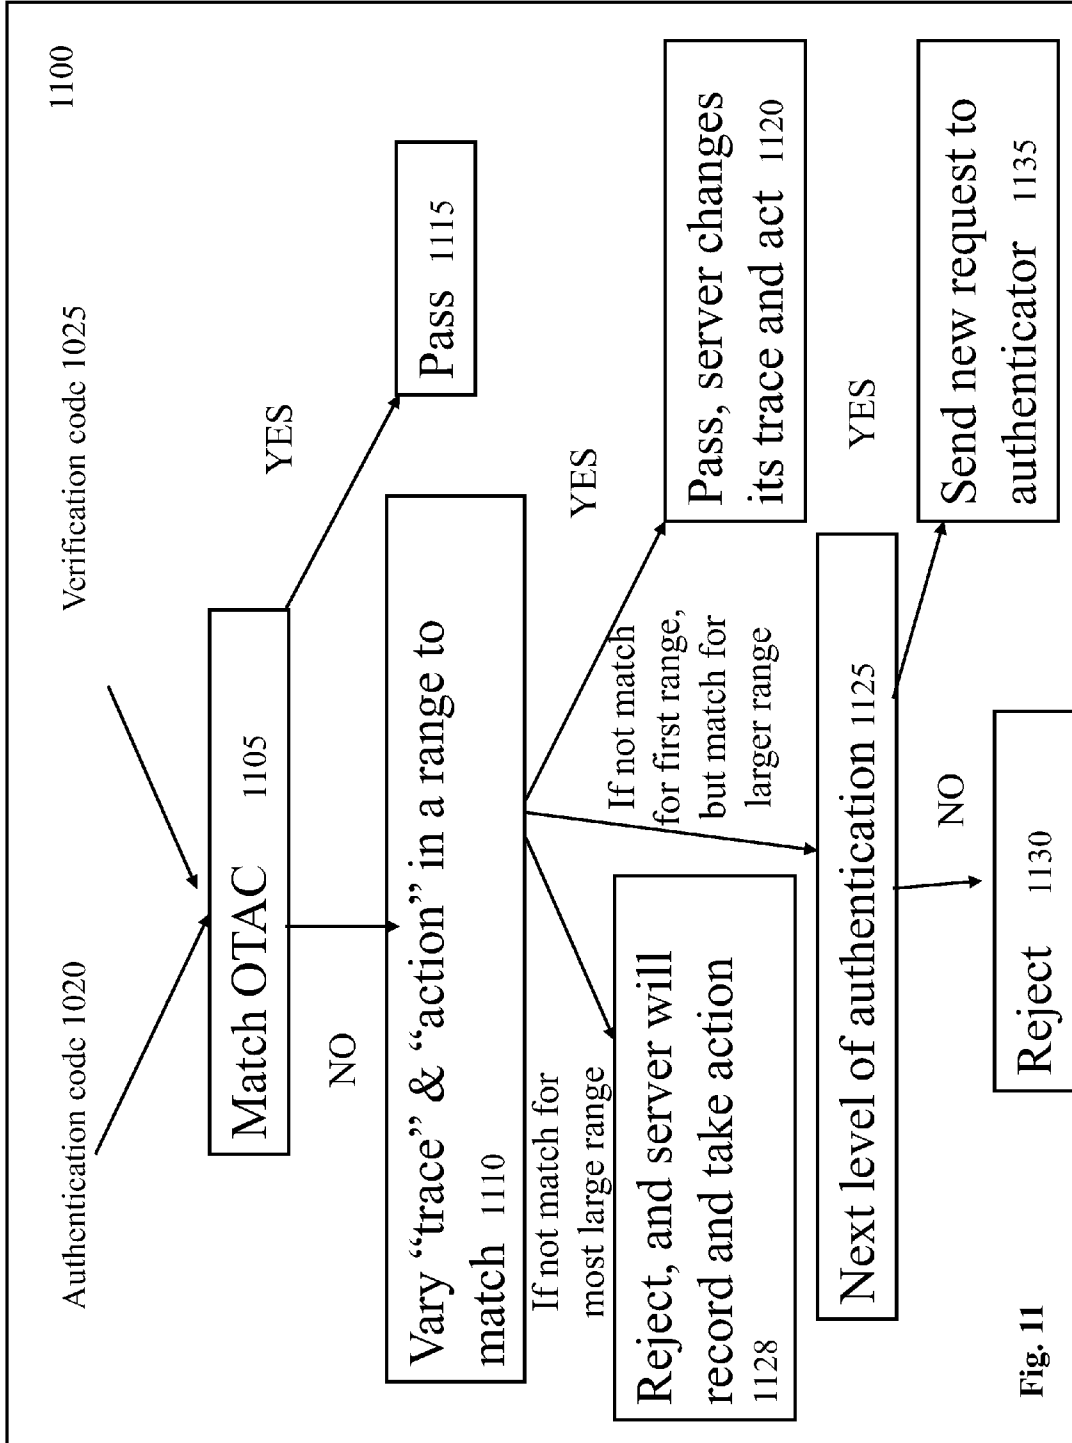 1100
Authentication code 1020
Verification code 1025
Match OTAC 1105
YES
Pass 1115
NO
Vary “trace” & “action” in a range to
match 1110
YES
Pass, server changes
its trace and act 1120
If not match for
most large range
If not match
for first range,
but match for
larger range
Reject, and server will
record and take action
1128
Next level of authentication 1125
YES
Send new request to
authenticator 1135
NO
Reject 1130
Fig. 11